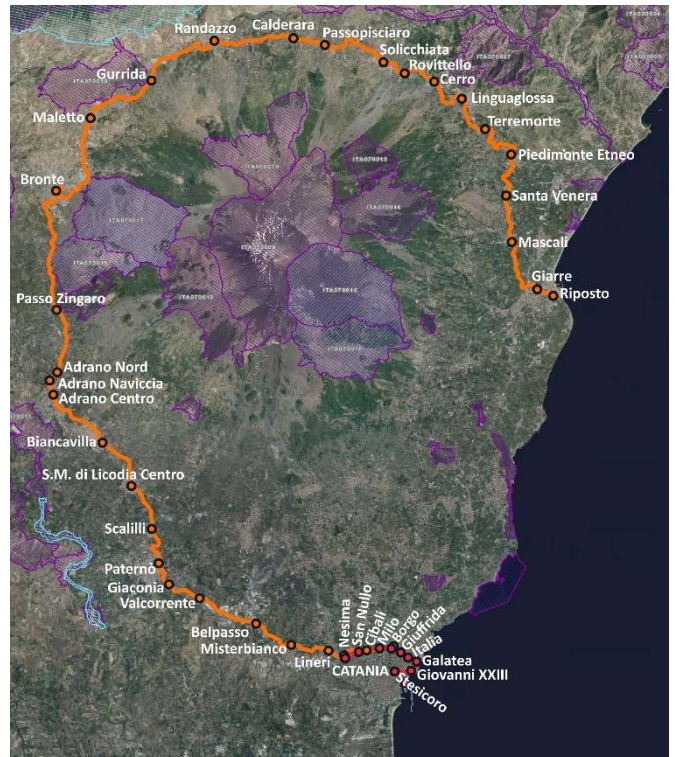 Calderara
Randazzo
Passopisciaro
Solicchiata
Rovittello
Gurrida
Cerro
Linguaglossa
Maletto
Terremorte
Piedimonte Etneo
Bronte
Santa Venera
ITA070017
Mascali
ITA070009
Giarre
Riposto
Passo Zingaro
Adrano Nord
Adrano Naviccia
Adrano Centro
Biancavilla
S.M. di Licodia Centro
Scalilli
Paternò
Giaconia
Valcorrente
Belpasso
Misterbianco
Lineri
Nesima
San Nullo
Cibali
Milo
Borgo
Giuffrida
Italia
Galatea
CATANIA
Giovanni XXIII
Stesicoro